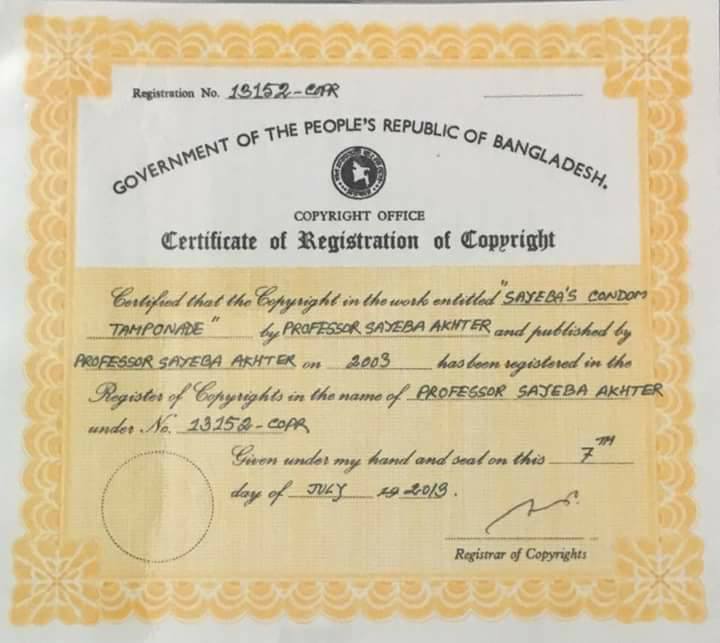 Registration No. 13152-COPR
GOVERNMENT OF THE PEOPLE'S REPUBLIC OF BANGLADESH.
COPYRIGHT OFFICE
Certificate of Registration of Copyright
Certified that the Copyright in the work entitled "SAYEBA'S CONDOM
TAMPONADE" by PROFESSOR SAYEBA AKHTER and published by
PROFESSOR SAYEBA AKHTER on 2003 has been registered in the
Register of Copyrights in the name of PROFESSOR SAYEBA AKHTER
under No. 13152-COPR
Given under my hand and seal on this 7TH
day of JULY 19 2013.
Registrar of Copyrights